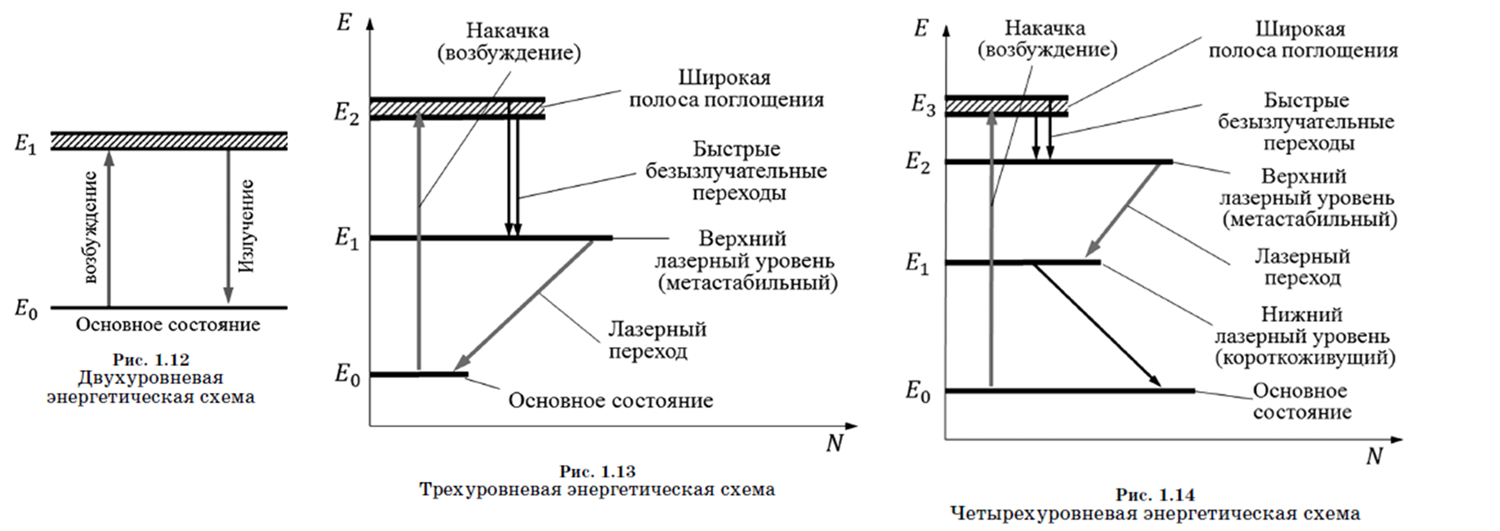 E₁
возбуждение
Излучение
E₀
Основное состояние
Рис. 1.12
Двухуровневая
энергетическая схема
E
Накачка
(возбуждение)
Широкая
полоса поглощения
E₂
Быстрые
безызлучательные
переходы
E₁
Верхний
лазерный уровень
(метастабильный)
Лазерный
переход
E₀
Основное состояние
N
Рис. 1.13
Трехуровневая энергетическая схема
E
Накачка
(возбуждение)
Широкая
полоса поглощения
E₃
Быстрые
безызлучательные
переходы
E₂
Верхний
лазерный уровень
(метастабильный)
Лазерный
переход
E₁
Нижний
лазерный уровень
(короткоживущий)
E₀
Основное
состояние
N
Рис. 1.14
Четырехуровневая энергетическая схема